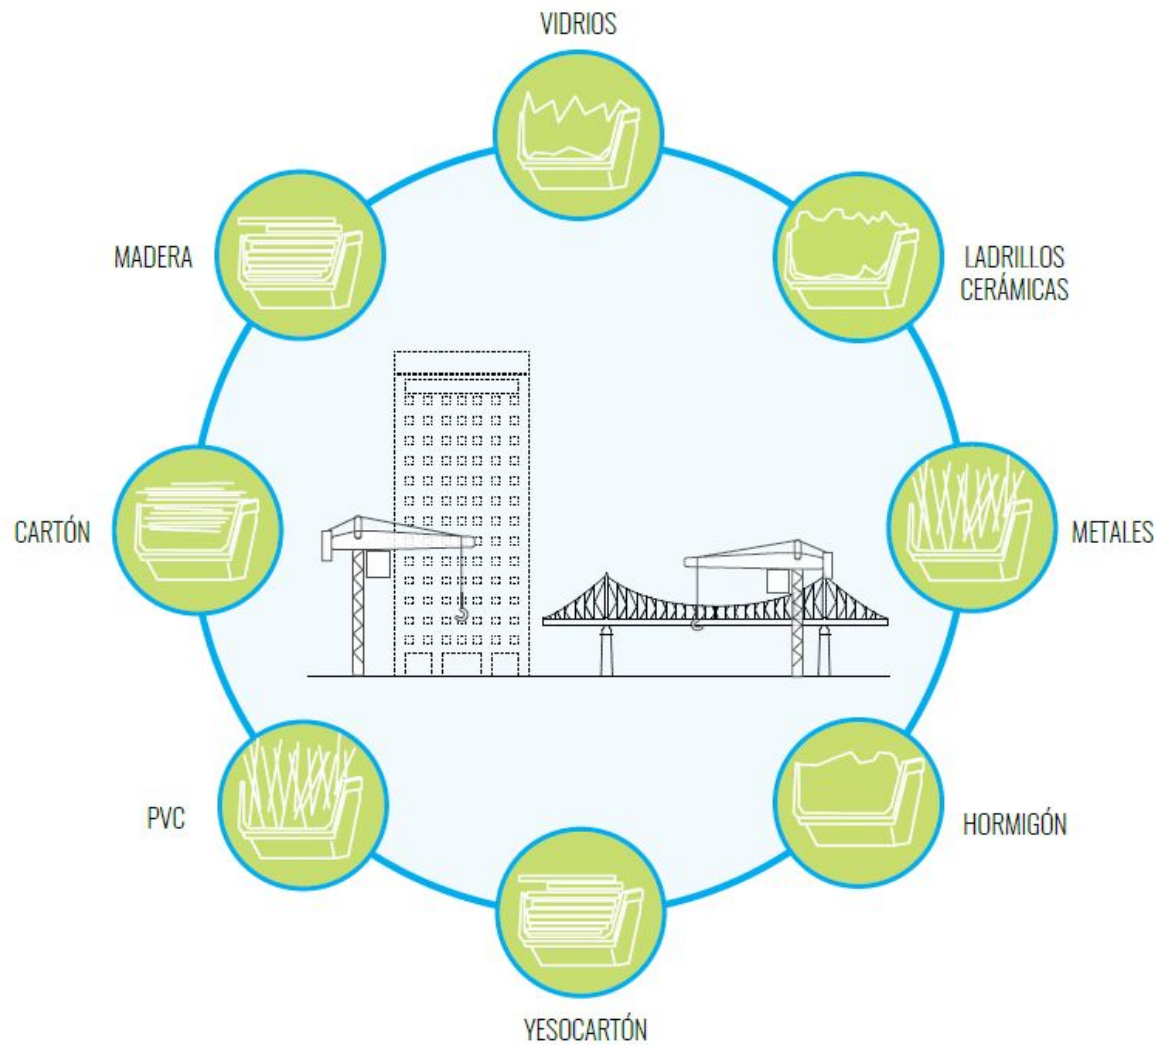 VIDRIOS
LADRILLOS
CERÁMICAS
METALES
HORMIGÓN
YESOCARTÓN
PVC
CARTÓN
MADERA